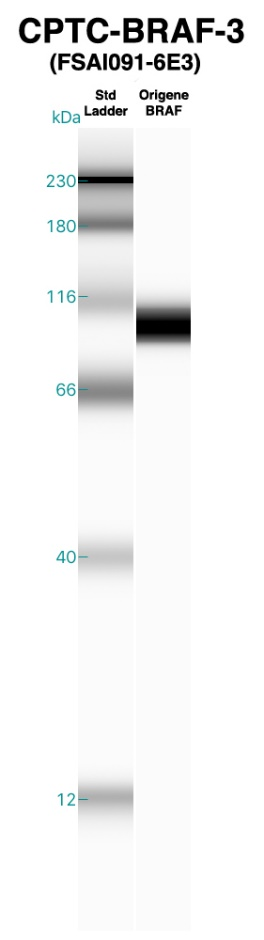 CPTC-BRAF-3
(FSAI091-6E3)
Std Ladder
Origene BRAF
kDa
230
180
116
66
40
12